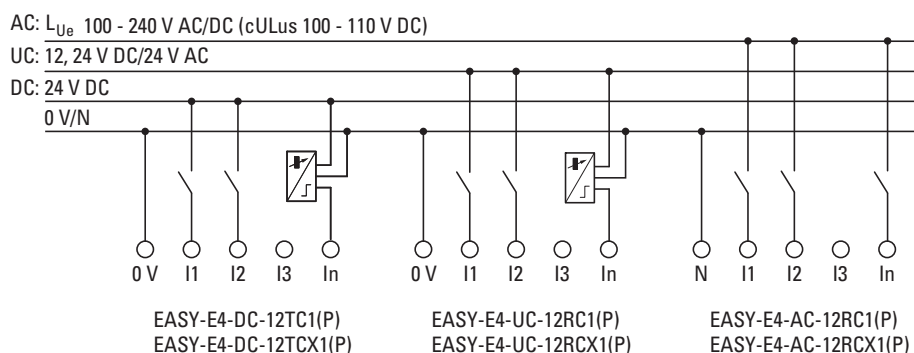 AC: LUe 100 - 240 V AC/DC (cULus 100 - 110 V DC)
UC: 12, 24 V DC/24 V AC
DC: 24 V DC
0 V/N
0 V I1 I2 I3 In 0 V I1 I2 I3 In N I1 I2 I3 In
EASY-E4-DC-12TC1(P) EASY-E4-UC-12RC1(P) EASY-E4-AC-12RC1(P)
EASY-E4-DC-12TCX1(P) EASY-E4-UC-12RCX1(P) EASY-E4-AC-12RCX1(P)